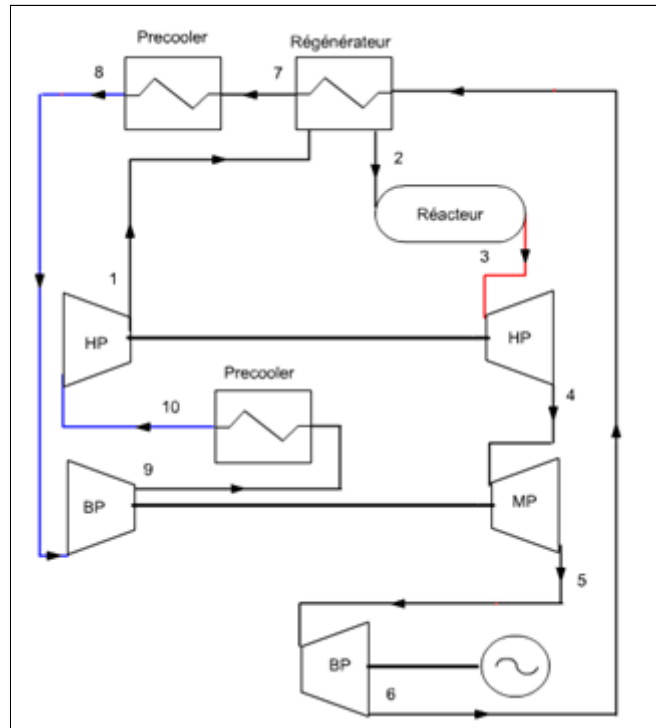 Precooler
Régénérateur
8
7
2
Réacteur
3
1
HP
HP
Precooler
10
4
9
BP
MP
5
BP
6